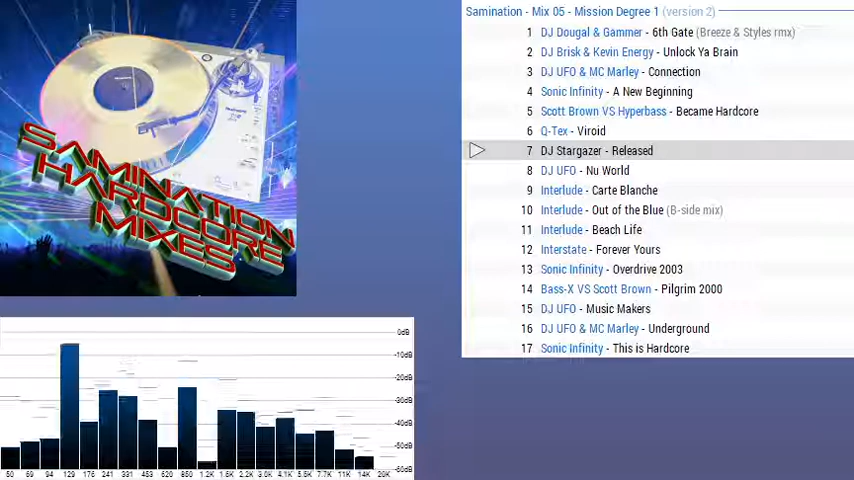 SAMINATION
HARDCORE
MIXES
Samination - Mix 05 - Mission Degree 1 (version 2)
1 DJ Dougal & Gammer - 6th Gate (Breeze & Styles rmx)
2 DJ Brisk & Kevin Energy - Unlock Ya Brain
3 DJ UFO & MC Marley - Connection
4 Sonic Infinity - A New Beginning
5 Scott Brown VS Hyperbass - Became Hardcore
6 Q-Tex - Viroid
7 DJ Stargazer - Released
8 DJ UFO - Nu World
9 Interlude - Carte Blanche
10 Interlude - Out of the Blue (B-side mix)
11 Interlude - Beach Life
12 Interstate - Forever Yours
13 Sonic Infinity - Overdrive 2003
14 Bass-X VS Scott Brown - Pilgrim 2000
15 DJ UFO - Music Makers
16 DJ UFO & MC Marley - Underground
17 Sonic Infinity - This is Hardcore
0dB
-10dB
-20dB
-30dB
-40dB
-50dB
-60dB
50 69 94 129 176 241 331 453 620 850 1.2K 1.6K 2.2K 3.0K 4.1K 5.6K 7.7K 11K 14K 20K